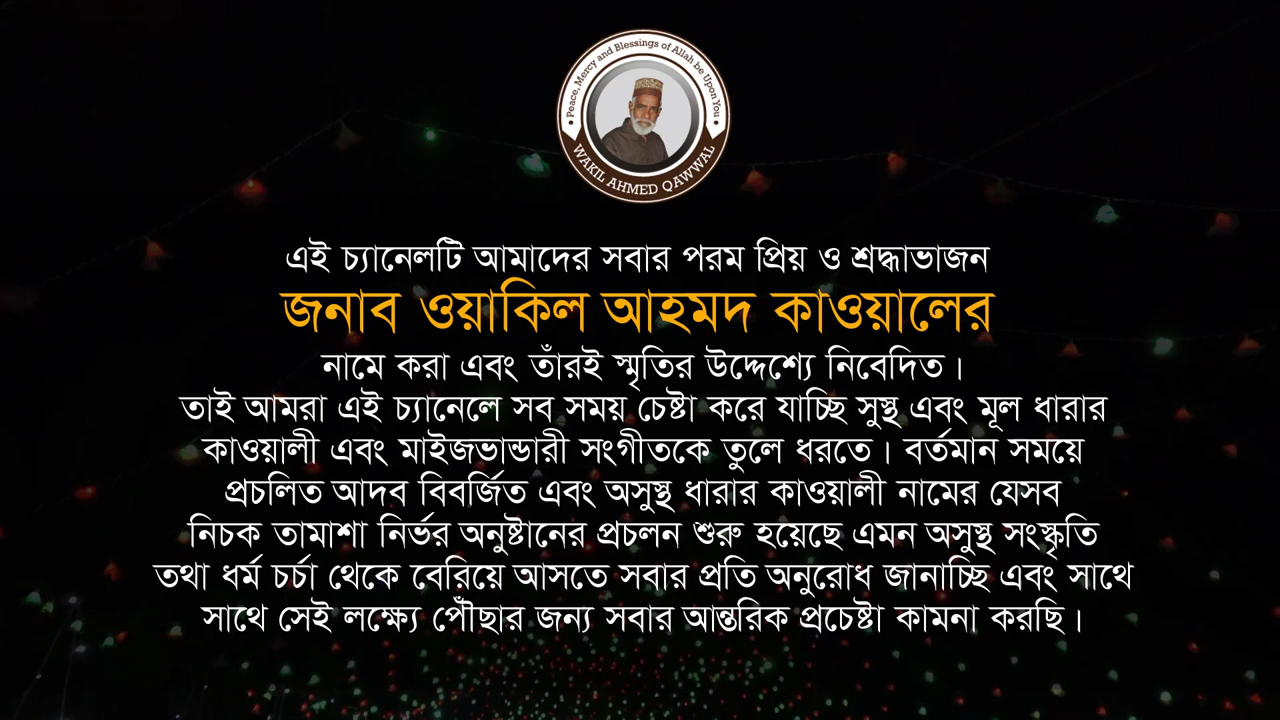 Peace, Mercy and Blessings of Allah be Upon You
WAKIL AHMED QAWWAL
এই চ্যানেলটি আমাদের সবার পরম প্রিয় ও শ্রদ্ধাভাজন
জনাব ওয়াকিল আহমদ কাওয়ালের
নামে করা এবং তাঁরই স্মৃতির উদ্দেশ্যে নিবেদিত।
তাই আমরা এই চ্যানেলে সব সময় চেষ্টা করে যাচ্ছি সুস্থ এবং মূল ধারার
কাওয়ালী এবং মাইজভান্ডারী সংগীতকে তুলে ধরতে। বর্তমান সময়ে
প্রচলিত আদব বিবর্জিত এবং অসুস্থ ধারার কাওয়ালী নামের যেসব
নিচক তামাশা নির্ভর অনুষ্টানের প্রচলন শুরু হয়েছে এমন অসুস্থ সংস্কৃতি
তথা ধর্ম চর্চা থেকে বেরিয়ে আসতে সবার প্রতি অনুরোধ জানাচ্ছি এবং সাথে
সাথে সেই লক্ষ্যে পৌঁছার জন্য সবার আন্তরিক প্রচেষ্টা কামনা করছি।